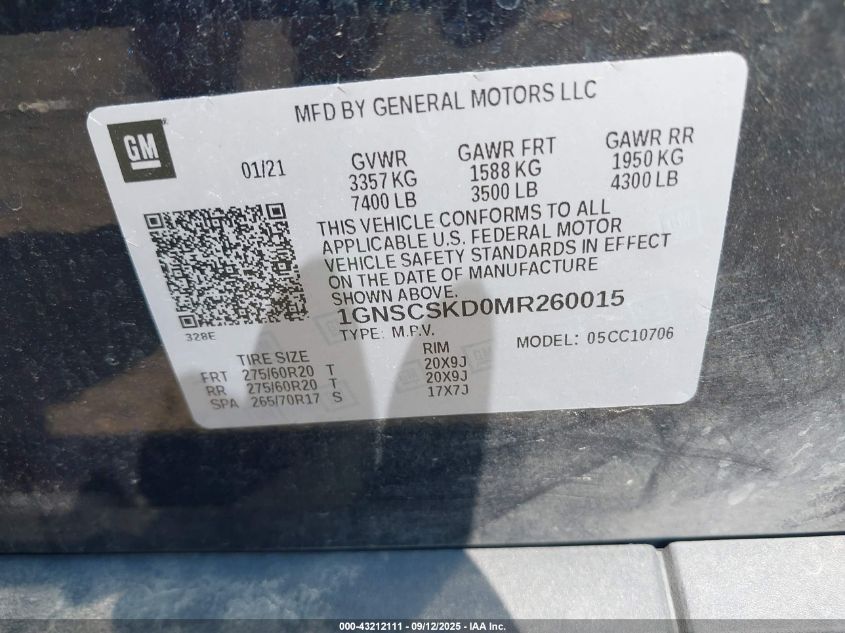 MFD BY GENERAL MOTORS LLC
GM
01/21
GVWR
3357 KG
7400 LB
GAWR FRT
1588 KG
3500 LB
GAWR RR
1950 KG
4300 LB
THIS VEHICLE CONFORMS TO ALL
APPLICABLE U.S. FEDERAL MOTOR
VEHICLE SAFETY STANDARDS IN EFFECT
ON THE DATE OF MANUFACTURE
SHOWN ABOVE.
1GNSCSKD0MR260015
TYPE: M.P.V.
MODEL: 05CC10706
328E
TIRE SIZE
RIM
FRT 275/60R20 T 20X9J
RR 275/60R20 T 20X9J
SPA 265/70R17 S 17X7J
000-43212111 - 09/12/2025 - IAA Inc.